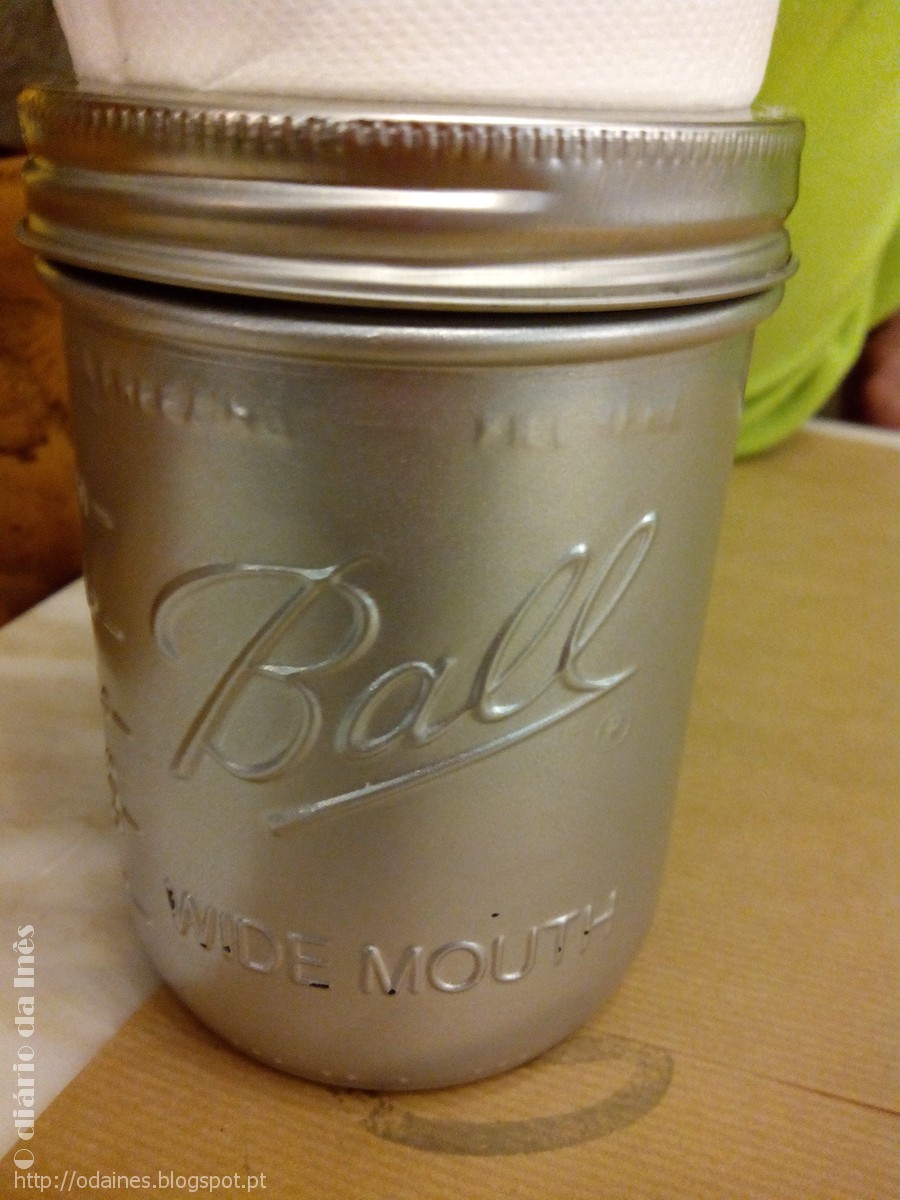 Ball
®
WIDE MOUTH
O diário da Inês
http://odaines.blogspot.pt